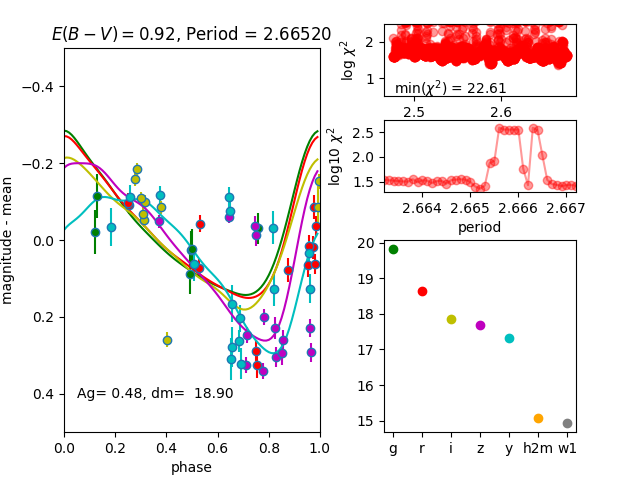 E(B − V) = 0.92, Period = 2.66520
−0.4
−0.2
0.0
0.2
0.4
magnitude - mean
Ag= 0.48, dm=  18.90
0.0 0.2 0.4 0.6 0.8 1.0
phase
log χ²
2
1
min(χ²) = 22.61
2.5 2.6
log10 χ²
2.5
2.0
1.5
2.664 2.665 2.666 2.667
period
20
19
18
17
16
15
g r i z y h2m w1